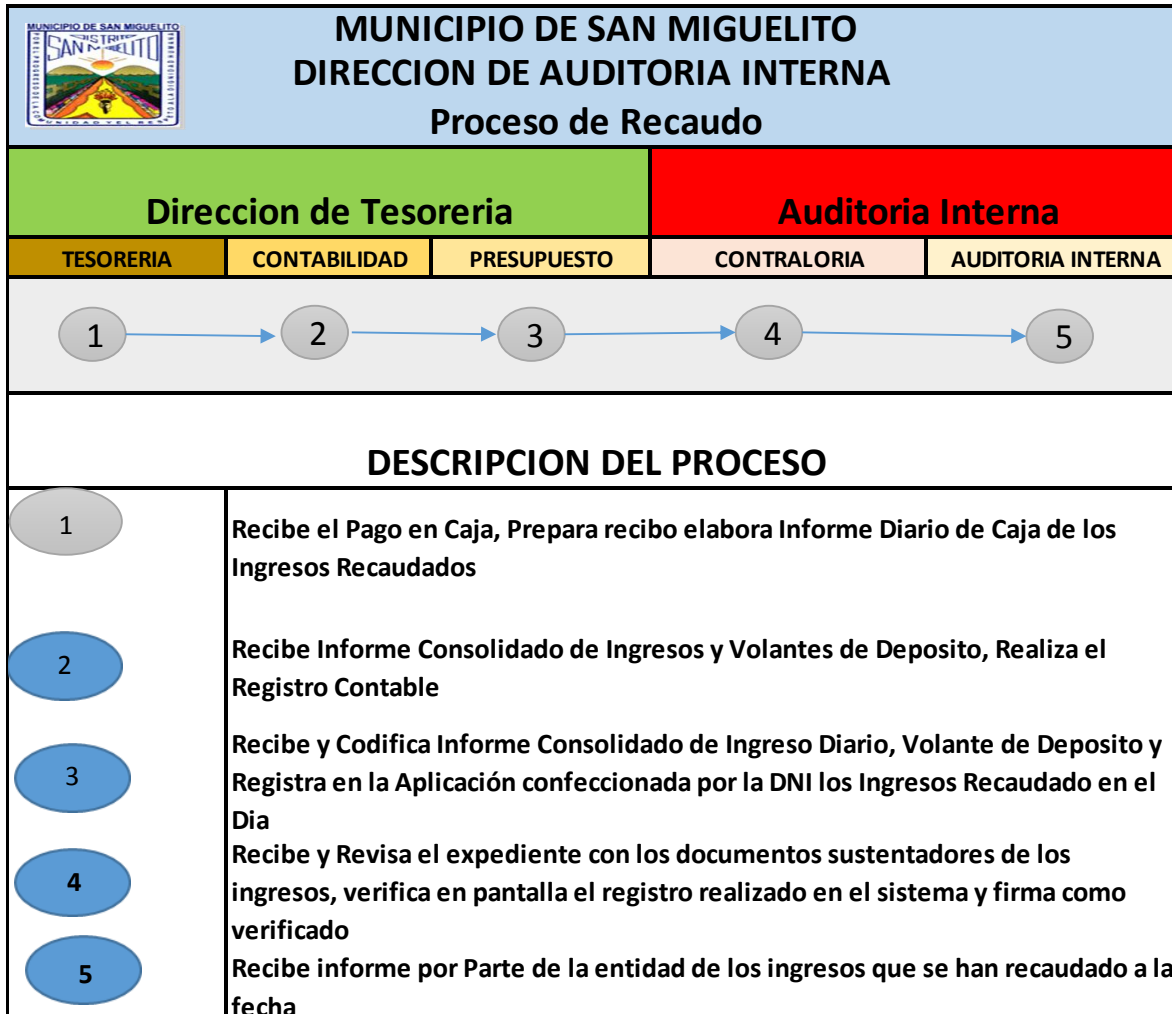 MUNICIPIO DE SAN MIGUELITO
MUNICIPIO DE SAN MIGUELITO
DIRECCION DE AUDITORIA INTERNA
Proceso de Recaudo
Direccion de Tesoreria
Auditoria Interna
TESORERIA
CONTABILIDAD
PRESUPUESTO
CONTRALORIA
AUDITORIA INTERNA
1
2
3
4
5
DESCRIPCION DEL PROCESO
1
Recibe el Pago en Caja, Prepara recibo elabora Informe Diario de Caja de los
Ingresos Recaudados
2
Recibe Informe Consolidado de Ingresos y Volantes de Deposito, Realiza el
Registro Contable
3
Recibe y Codifica Informe Consolidado de Ingreso Diario, Volante de Deposito y
Registra en la Aplicación confeccionada por la DNI los Ingresos Recaudado en el
Dia
4
Recibe y Revisa el expediente con los documentos sustentadores de los
ingresos, verifica en pantalla el registro realizado en el sistema y firma como
verificado
5
Recibe informe por Parte de la entidad de los ingresos que se han recaudado a la
fecha